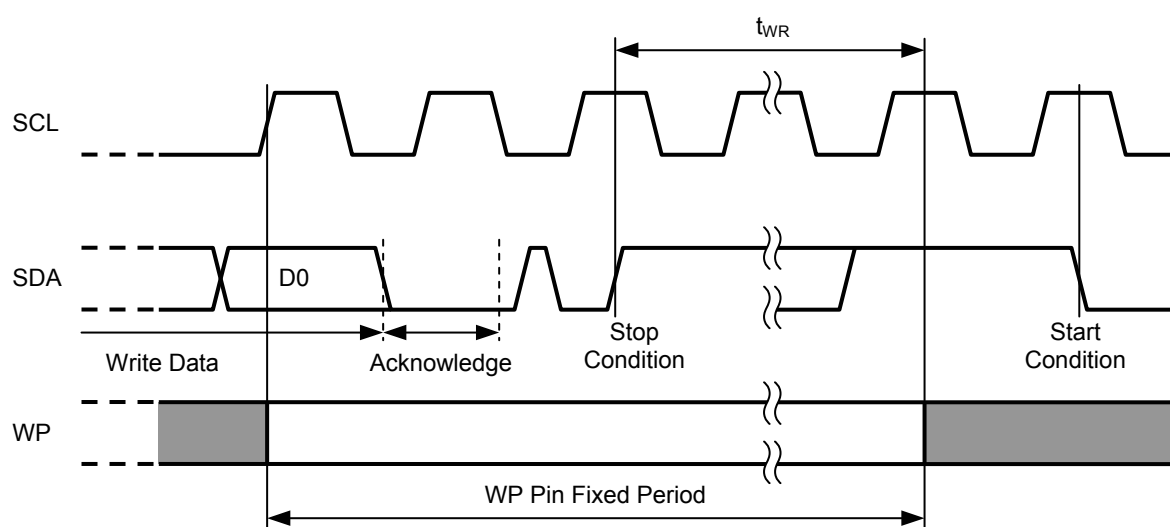 tWR
SCL
SDA
D0
Stop
Condition
Start
Condition
Write Data
Acknowledge
WP
WP Pin Fixed Period